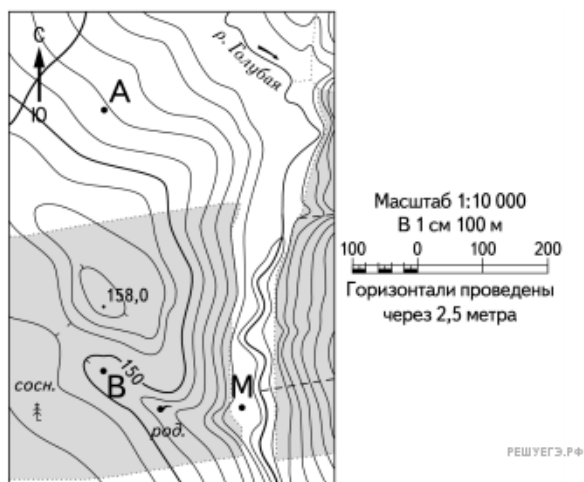 С
Ю
А
р. Голубая
158,0
150
В
М
сосн.
род.
Масштаб 1:10 000
В 1 см 100 м
100 0 100 200
Горизонтали проведены
через 2,5 метра
РЕШУЕГЭ.РФ